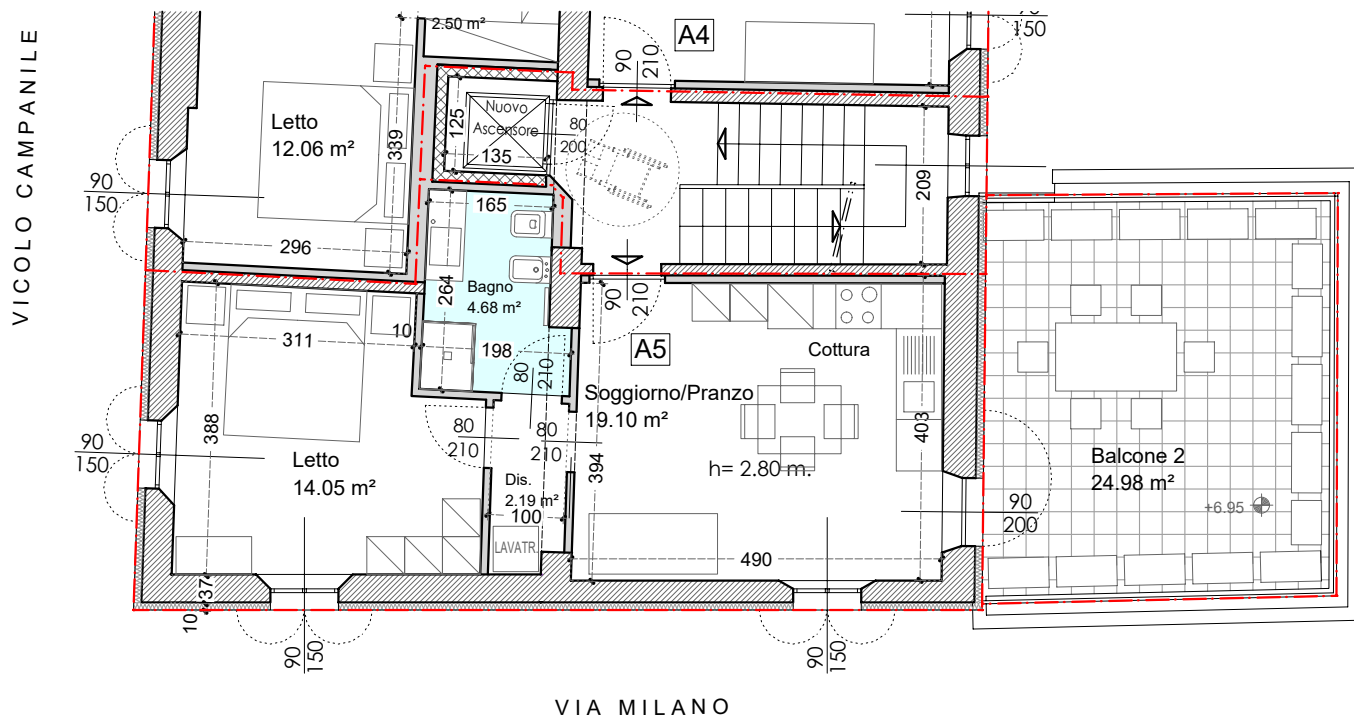 VICOLO CAMPANILE
2.50 m²
A4
90
210
90
150
Letto
12.06 m²
339
296
90
150
Nuovo
Ascensore
125
135
80
200
209
165
264
Bagno
4.68 m²
198
80
210
90
210
A5
Cottura
Soggiorno/Pranzo
19.10 m²
h= 2.80 m.
403
394
490
311
10
388
Letto
14.05 m²
90
150
80
210
80
210
Dis.
2.19 m²
100
LAVATR.
90
200
Balcone 2
24.98 m²
+6.95
37
10
90
150
90
150
VIA MILANO